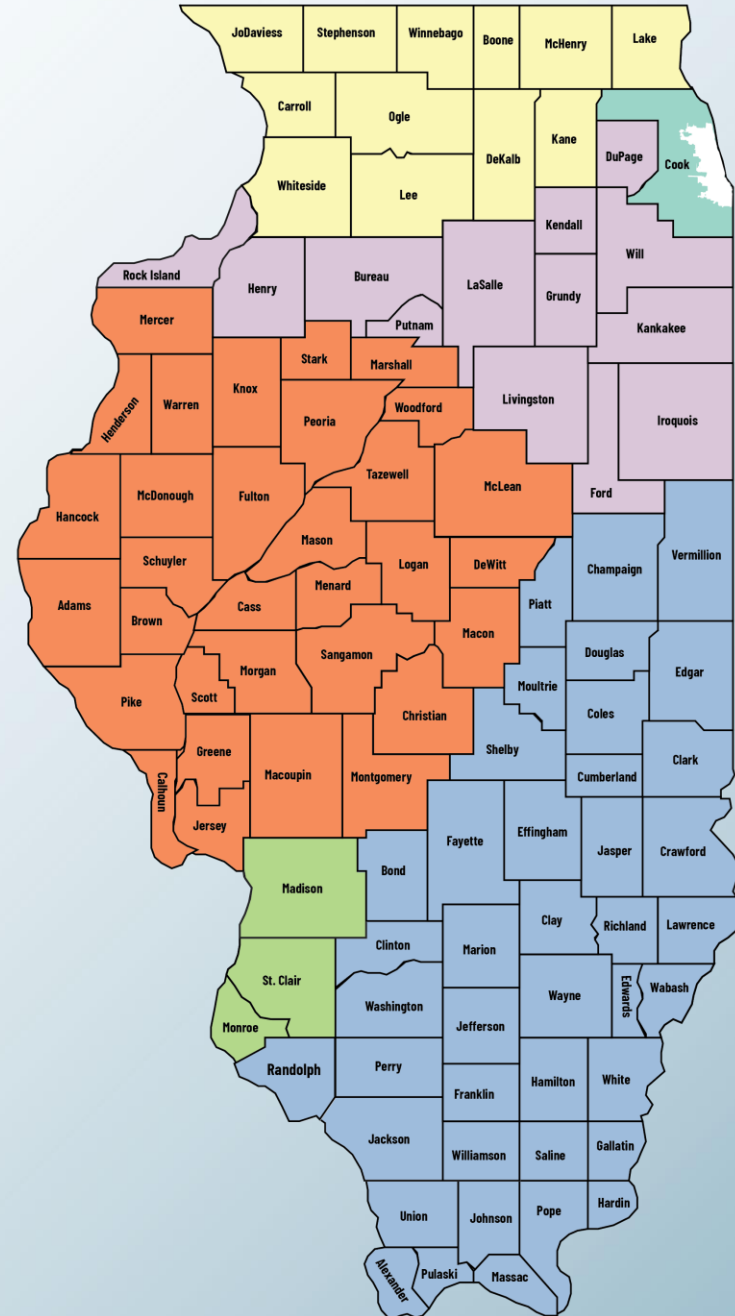 JoDaviess
Stephenson
Winnebago
Boone
McHenry
Lake
Carroll
Ogle
DeKalb
Kane
DuPage
Cook
Whiteside
Lee
Kendall
Will
Rock Island
Henry
Bureau
LaSalle
Grundy
Putnam
Kankakee
Mercer
Stark
Marshall
Knox
Henderson
Warren
Peoria
Woodford
Livingston
Iroquois
Tazewell
McLean
Ford
Hancock
McDonough
Fulton
Mason
Vermillion
Schuyler
Logan
DeWitt
Champaign
Menard
Adams
Brown
Cass
Piatt
Macon
Sangamon
Douglas
Edgar
Morgan
Moultrie
Pike
Scott
Christian
Coles
Greene
Shelby
Clark
Calhoun
Macoupin
Montgomery
Cumberland
Jersey
Fayette
Effingham
Jasper
Crawford
Bond
Madison
Clay
Richland
Lawrence
Clinton
Marion
St. Clair
Wayne
Edwards
Wabash
Washington
Monroe
Jefferson
Randolph
Perry
Franklin
Hamilton
White
Jackson
Williamson
Saline
Gallatin
Union
Johnson
Pope
Hardin
Alexander
Pulaski
Massac